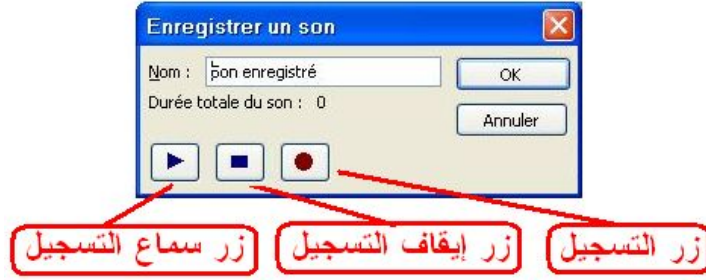 Enregistrer un son
Nom : Son enregistré
OK
Durée totale du son : 0
Annuler
زر التسجيل
زر إيقاف التسجيل
زر سماع التسجيل